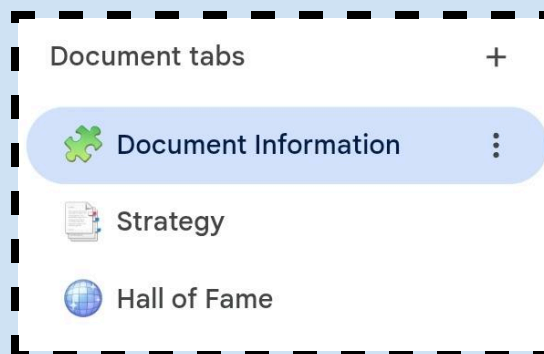 Document tabs
Document Information
Strategy
Hall of Fame